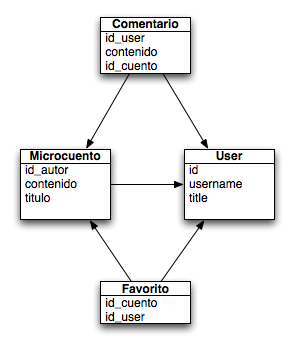 Comentario
id_user
contenido
id_cuento
Microcuento
id_autor
contenido
titulo
User
id
username
title
Favorito
id_cuento
id_user